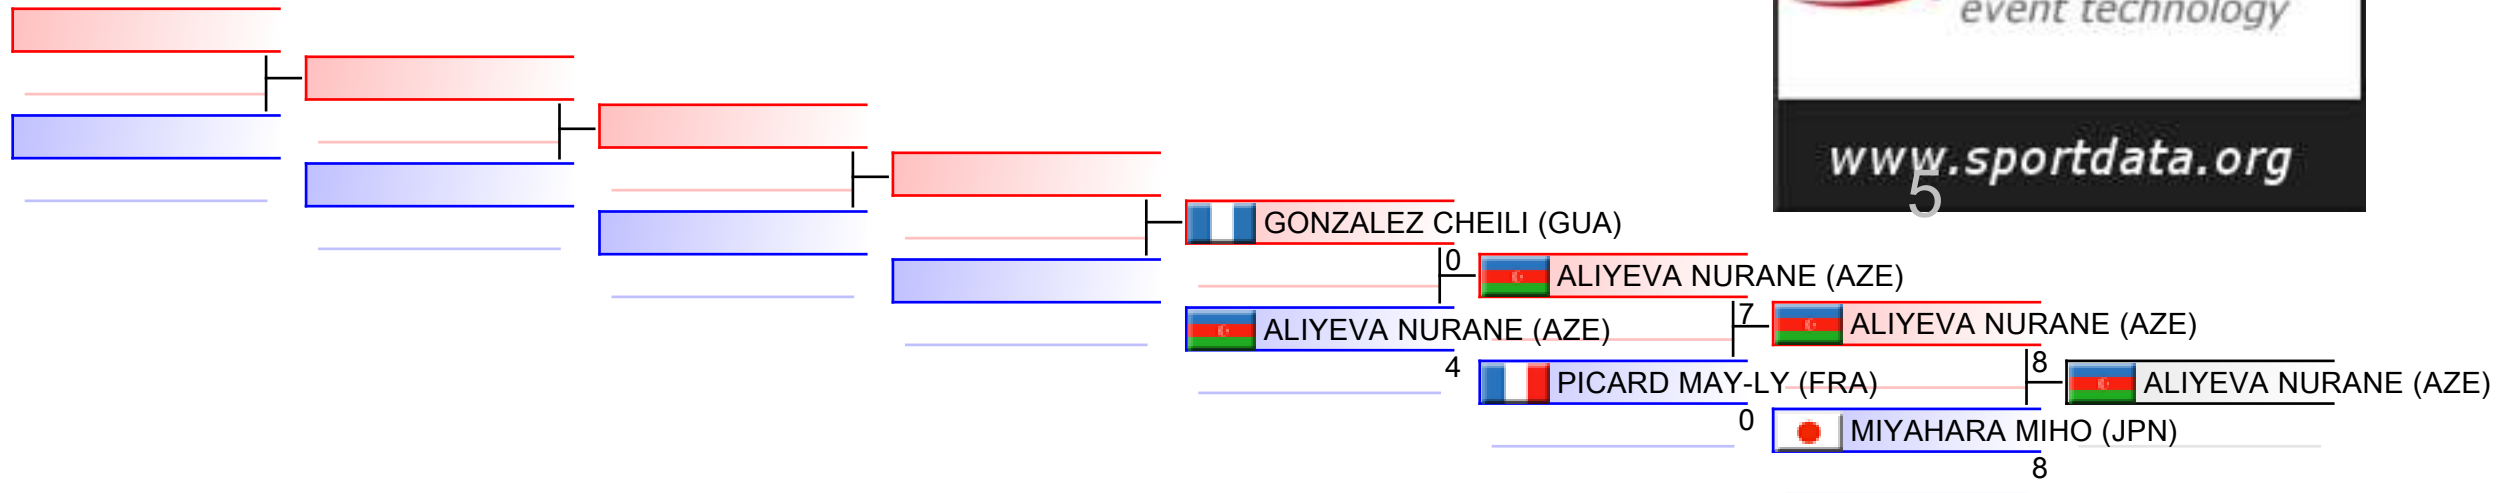 event technology
www.sportdata.org
5
GONZALEZ CHEILI (GUA)
0
ALIYEVA NURANE (AZE)
ALIYEVA NURANE (AZE)
4
7
ALIYEVA NURANE (AZE)
PICARD MAY-LY (FRA)
0
8
ALIYEVA NURANE (AZE)
MIYAHARA MIHO (JPN)
8